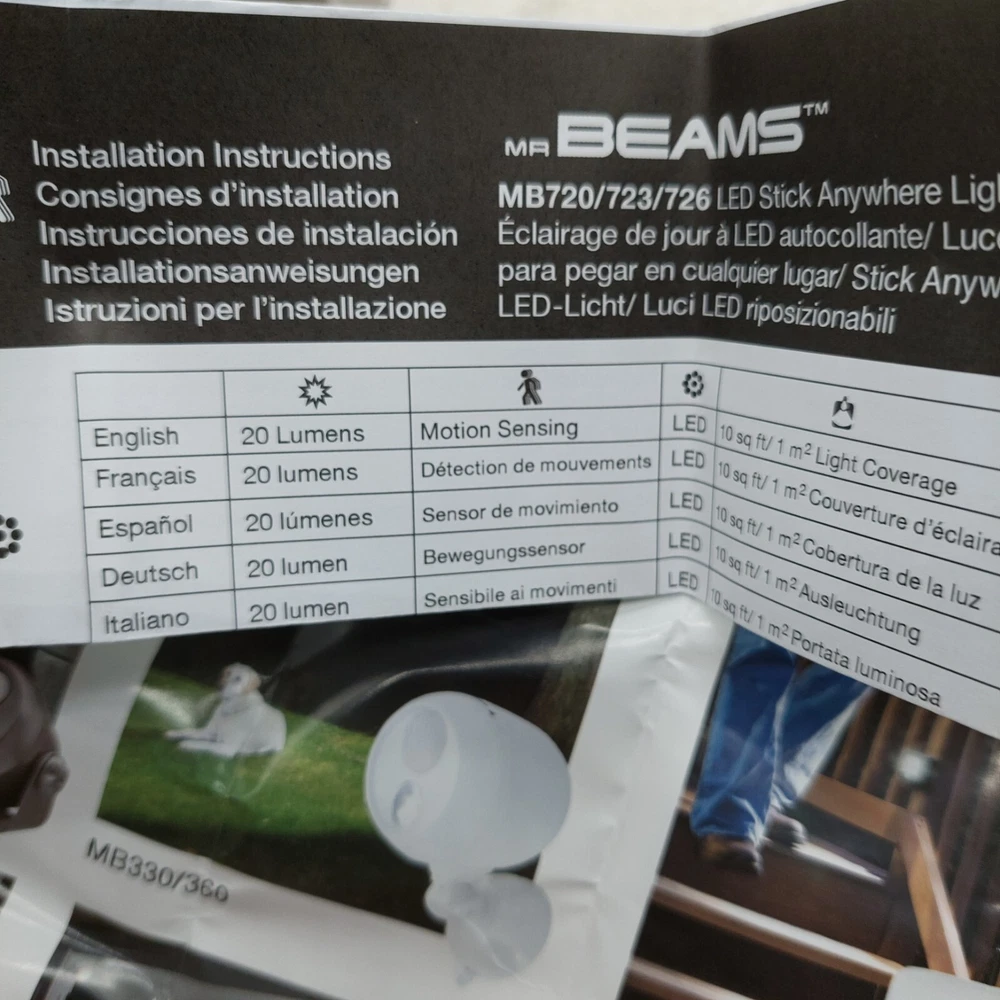 Installation Instructions
Consignes d'installation
Instrucciones de instalación
Installationsanweisungen
Istruzioni per l'installazione
MR BEAMS™
MB720/723/726 LED Stick Anywhere
Éclairage de jour à LED autocollante/
para pegar en cualquier lugar/ Stick
LED-Licht/ Luci LED riposizionabili
English 20 Lumens Motion Sensing LED 10 sq ft/ 1 m² Light Coverage
Français 20 lumens Détection de mouvements LED 10 sq ft/ 1 m² Couverture
Español 20 lúmenes Sensor de movimiento LED 10 sq ft/ 1 m² Cobertura de la luz
Deutsch 20 lumen Bewegungssensor LED 10 sq ft/ 1 m² Ausleuchtung
Italiano 20 lumen Sensibile ai movimenti LED 10 sq ft/ 1 m² Portata luminosa
MB330/360